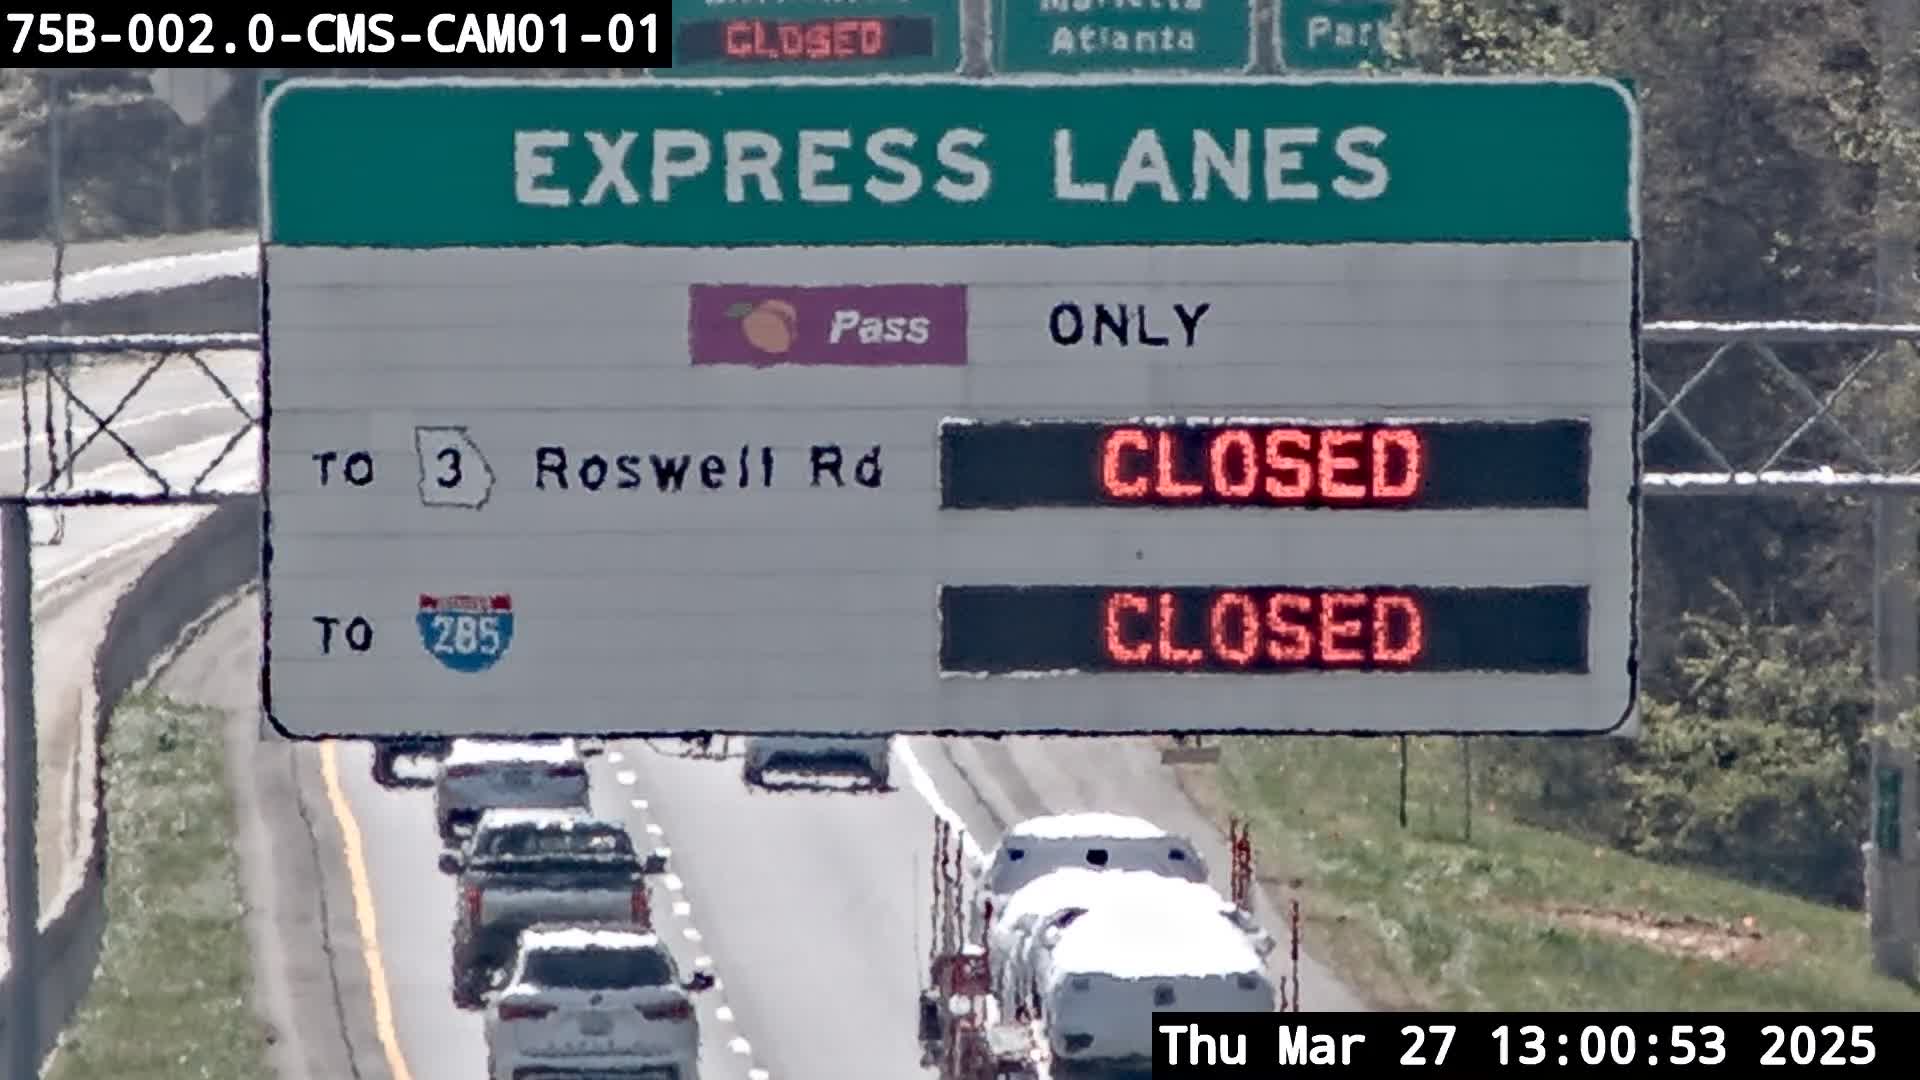 75B-002.0-CMS-CAM01-01
CLOSED
Marietta
Atlanta
EXPRESS LANES
Pass ONLY
TO 3 Roswell Rd CLOSED
TO 285 CLOSED
Thu Mar 27 13:00:53 2025